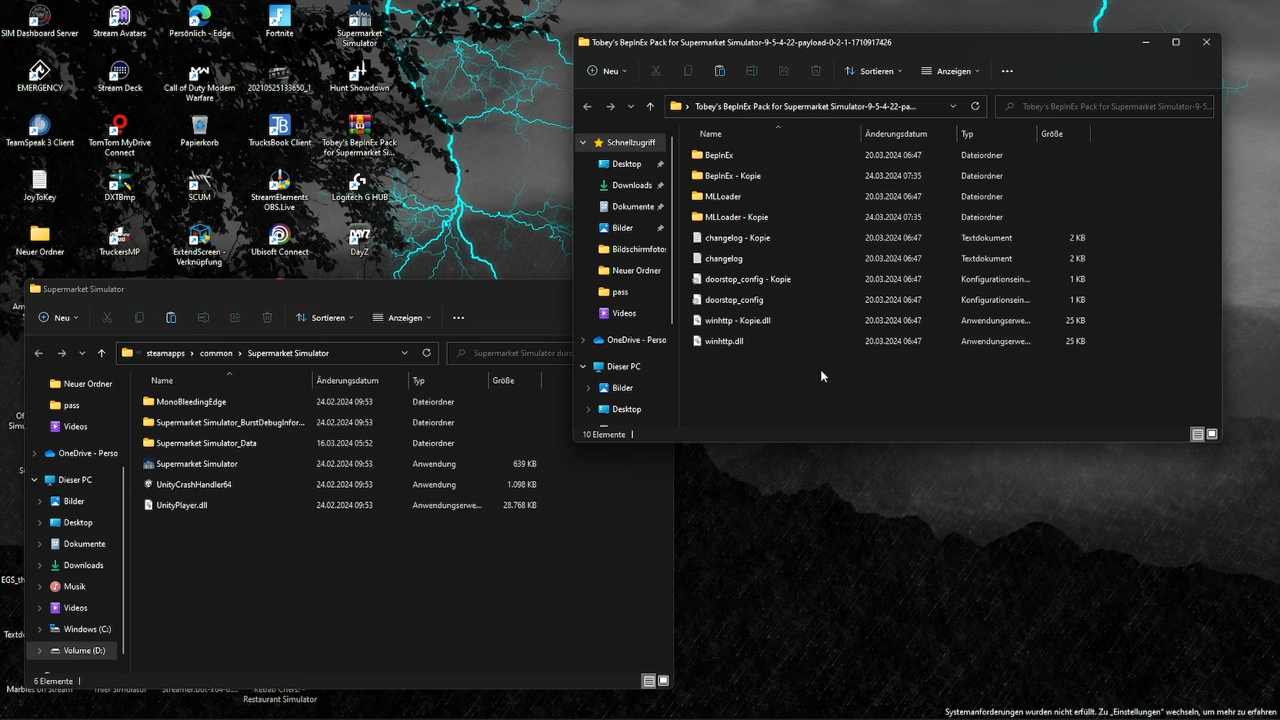 SIM Dashboard Server
Stream Avatars
Persönlich - Edge
Fortnite
Supermarket
Simulator
EMERGENCY
Stream Deck
Call of Duty Modern
Warfare
20210525133650_1
Hunt Showdown
TeamSpeak 3 Client
TomTom MyDrive
Connect
Papierkorb
TrucksBook Client
Tobey's BepInEx Pack
for Supermarket Si...
JoyToKey
DXTBmp
SCUM
StreamElements
OBS.Live
Logitech G HUB
Neuer Ordner
TruckersMP
ExtendScreen -
Verknüpfung
Ubisoft Connect
DayZ
Tobey's BepInEx Pack for Supermarket Simulator-9-5-4-22-payload-0-2-1-1710917426
Neu
Sortieren
Anzeigen
Tobey's BepInEx Pack for Supermarket Simulator-9-5-4-22-pa...
Tobey's BepInEx Pack for Supermarket Simulator-9-5...
Schnellzugriff
Desktop
Downloads
Dokumente
Bilder
Bildschirmfoto:
Neuer Ordner
pass
Videos
OneDrive - Perso
Dieser PC
Bilder
Desktop
Name Änderungsdatum Typ Größe
BepInEx 20.03.2024 06:47 Dateiordner
BepInEx - Kopie 24.03.2024 07:35 Dateiordner
MLLoader 20.03.2024 06:47 Dateiordner
MLLoader - Kopie 24.03.2024 07:35 Dateiordner
changelog - Kopie 20.03.2024 06:47 Textdokument 2 KB
changelog 20.03.2024 06:47 Textdokument 2 KB
doorstop_config - Kopie 20.03.2024 06:47 Konfigurationsein... 1 KB
doorstop_config 20.03.2024 06:47 Konfigurationsein... 1 KB
winhttp - Kopie.dll 20.03.2024 06:47 Anwendungserwe... 25 KB
winhttp.dll 20.03.2024 06:47 Anwendungserwe... 25 KB
10 Elemente
Supermarket Simulator
Neu
Sortieren
Anzeigen
steamapps
common
Supermarket Simulator
Supermarket Simulator durc
Neuer Ordner
pass
Videos
OneDrive - Perso
Dieser PC
Bilder
Desktop
Dokumente
Downloads
Musik
Videos
Windows (C:)
Volume (D:)
Name Änderungsdatum Typ Größe
MonoBleedingEdge 24.02.2024 09:53 Dateiordner
Supermarket Simulator_BurstDebugInfor... 24.02.2024 09:53 Dateiordner
Supermarket Simulator_Data 16.03.2024 05:52 Dateiordner
Supermarket Simulator 24.02.2024 09:53 Anwendung 639 KB
UnityCrashHandler64 24.02.2024 09:53 Anwendung 1.098 KB
UnityPlayer.dll 24.02.2024 09:53 Anwendungserwe... 28.768 KB
6 Elemente
Restaurant Simulator
Systemanforderungen wurden nicht erfüllt. Zu „Einstellungen" wechseln, um mehr zu erfahren